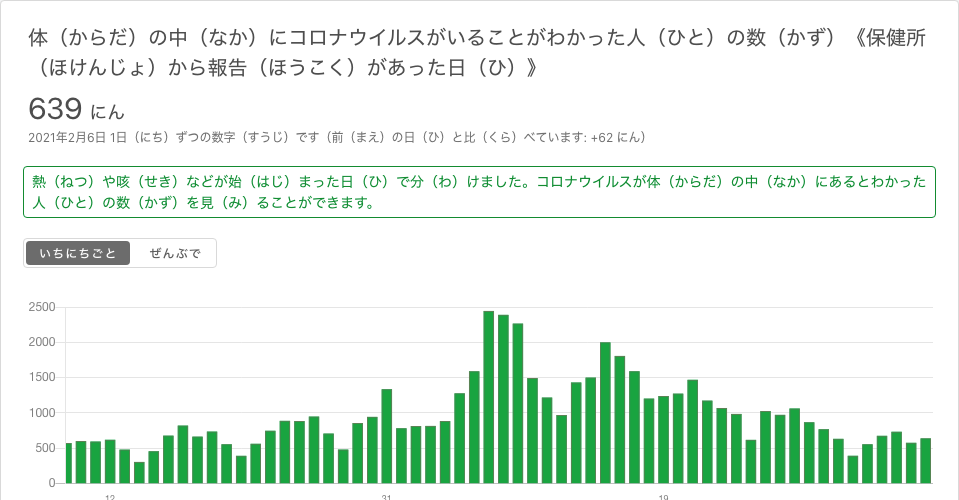 体（からだ）の中（なか）にコロナウイルスがいることがわかった人（ひと）の数（かず）《保健所
（ほけんじょ）から報告（ほうこく）があった日（ひ）》
639 にん
2021年2月6日 1日（にち）ずつの数字（すうじ）です（前（まえ）の日（ひ）と比（くら）べています: +62 にん）
熱（ねつ）や咳（せき）などが始（はじ）まった日（ひ）で分（わ）けました。コロナウイルスが体（からだ）の中（なか）にあるとわかった
人（ひと）の数（かず）を見（み）ることができます。
いちにちごと ぜんぶで
2500
2000
1500
1000
500
0
12 31 19